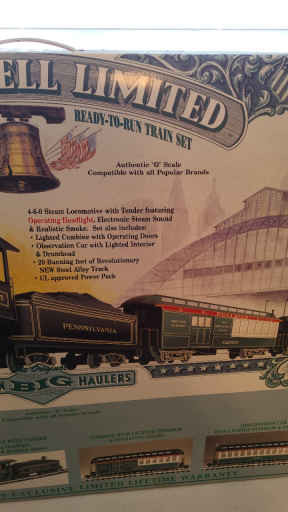 ELL LIMITED
READY-TO-RUN TRAIN SET
Authentic 'G' Scale
Compatible with all Popular Brands
4-6-0 Steam Locomotive with Tender featuring
Operating Headlight, Electronic Steam Sound
& Realistic Smoke. Set also includes:
• Lighted Combine with Operating Doors
• Observation Car with Lighted Interior
& Drumhead
• 20 Running feet of Revolutionary
NEW Steel Alloy Track
• UL approved Power Pack
PENNSYLVANIA
BIG HAULERS
EXCLUSIVE LIMITED LIFETIME WARRANTY